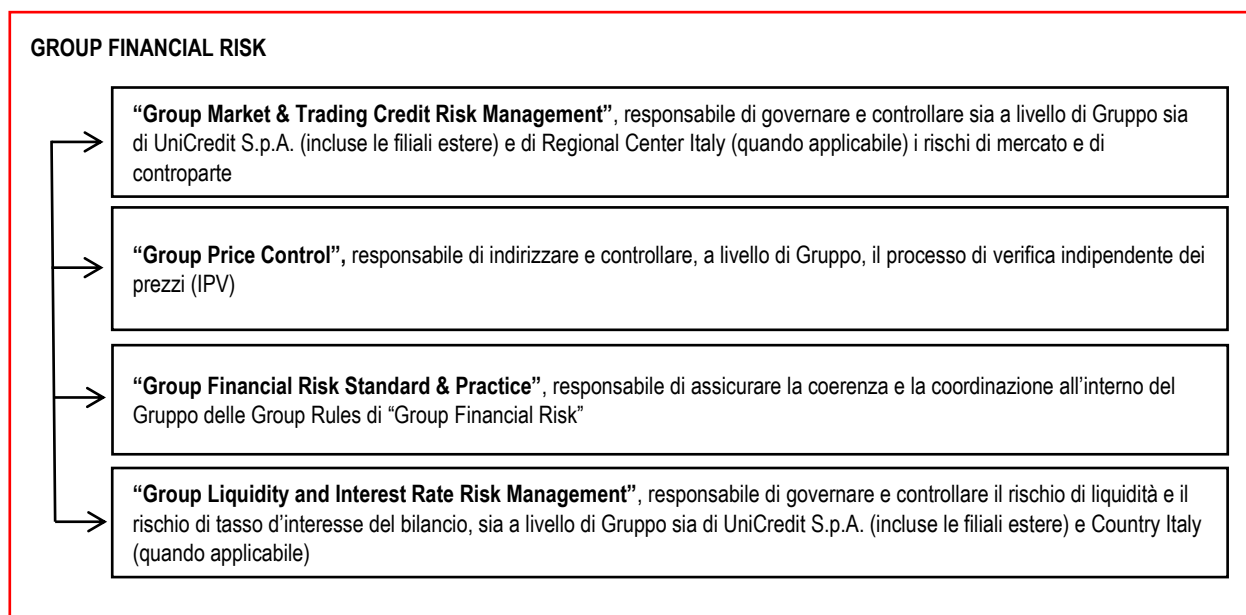 GROUP FINANCIAL RISK
“Group Market & Trading Credit Risk Management”, responsabile di governare e controllare sia a livello di Gruppo sia
di UniCredit S.p.A. (incluse le filiali estere) e di Regional Center Italy (quando applicabile) i rischi di mercato e di
controparte
“Group Price Control”, responsabile di indirizzare e controllare, a livello di Gruppo, il processo di verifica indipendente dei
prezzi (IPV)
“Group Financial Risk Standard & Practice”, responsabile di assicurare la coerenza e la coordinazione all’interno del
Gruppo delle Group Rules di “Group Financial Risk”
“Group Liquidity and Interest Rate Risk Management”, responsabile di governare e controllare il rischio di liquidità e il
rischio di tasso d’interesse del bilancio, sia a livello di Gruppo sia di UniCredit S.p.A. (incluse le filiali estere) e Country Italy
(quando applicabile)